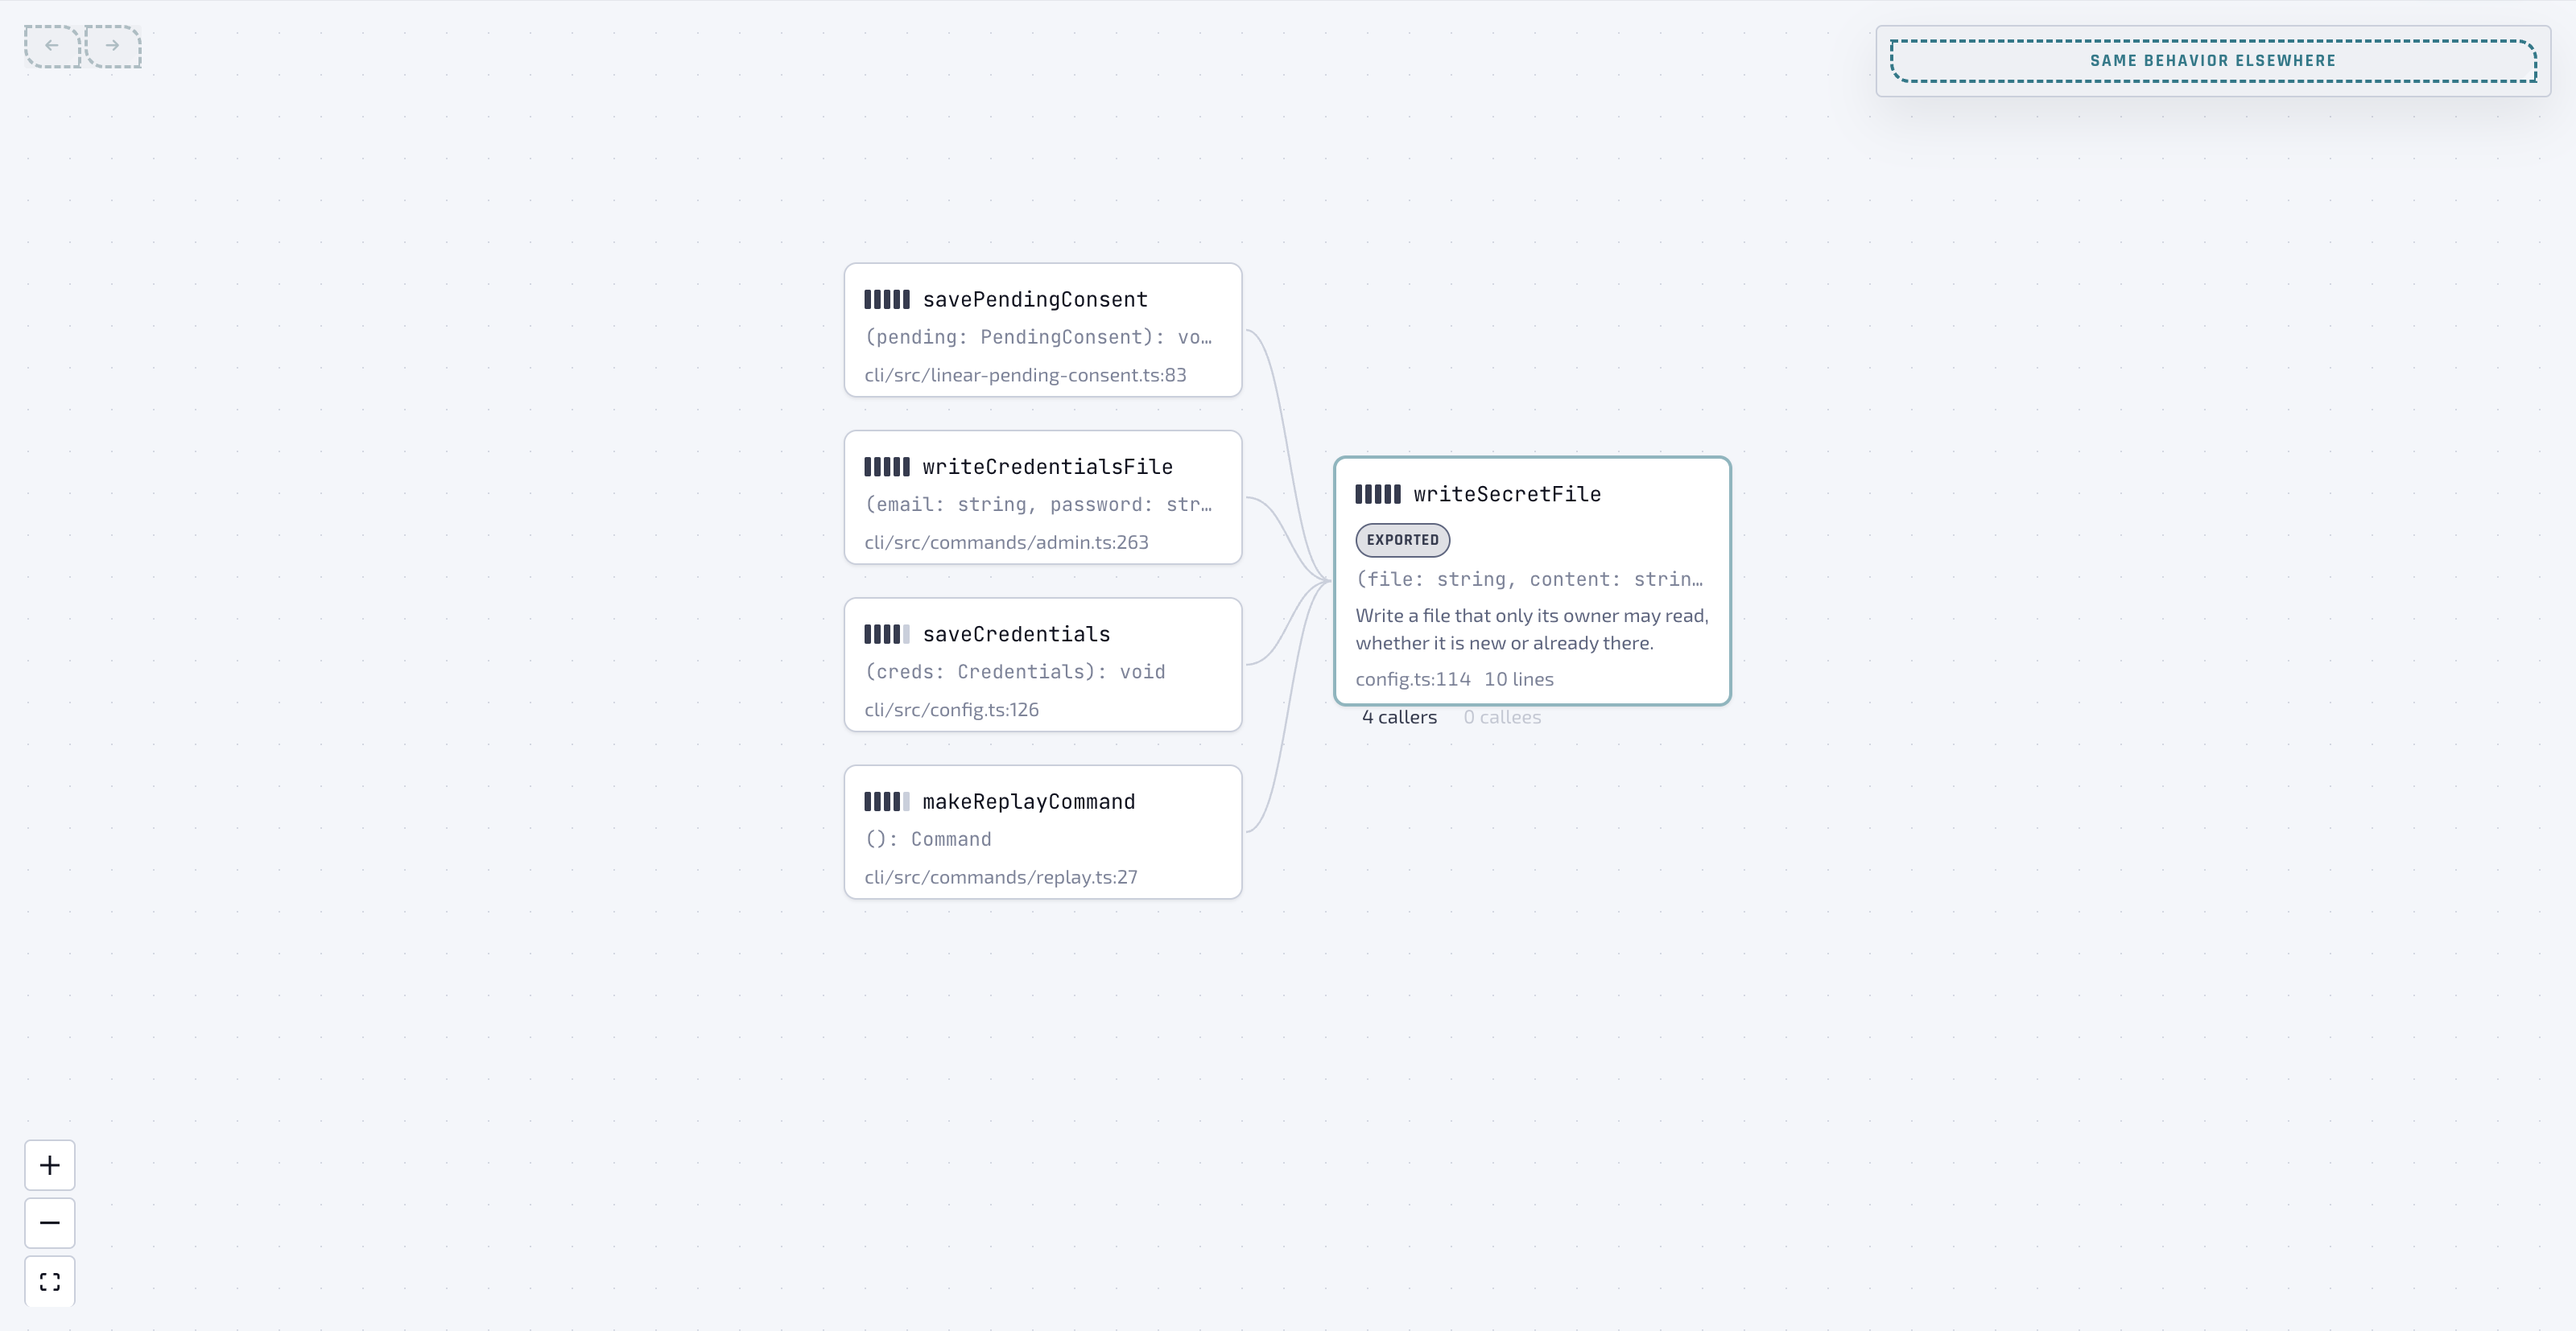 SAME BEHAVIOR ELSEWHERE
savePendingConsent
(pending: PendingConsent): vo…
cli/src/linear-pending-consent.ts:83
writeCredentialsFile
(email: string, password: str…
cli/src/commands/admin.ts:263
saveCredentials
(creds: Credentials): void
cli/src/config.ts:126
makeReplayCommand
(): Command
cli/src/commands/replay.ts:27
writeSecretFile
EXPORTED
(file: string, content: strin…
Write a file that only its owner may read,
whether it is new or already there.
config.ts:114 10 lines
4 callers 0 callees